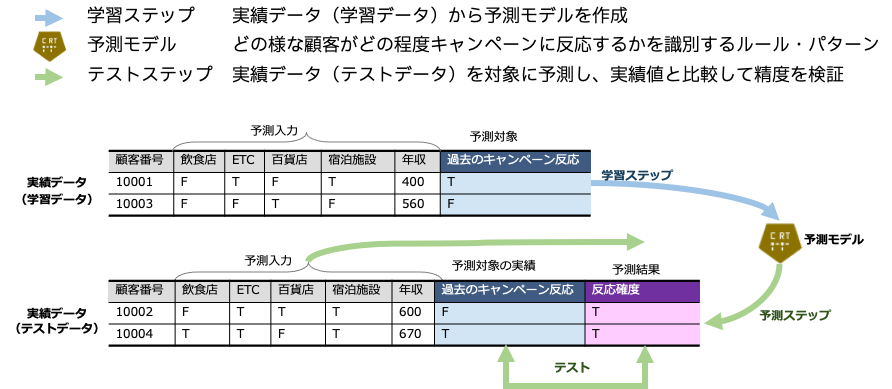 学習ステップ 実績データ（学習データ）から予測モデルを作成
C RT
予測モデル どの様な顧客がどの程度キャンペーンに反応するかを識別するルール・パターン
テストステップ 実績データ（テストデータ）を対象に予測し、実績値と比較して精度を検証
予測入力 予測対象
顧客番号 飲食店 ETC 百貨店 宿泊施設 年収 過去のキャンペーン反応
10001 F T F T 400 T
10003 F F T F 560 F
実績データ
（学習データ）
学習ステップ
C RT
予測モデル
予測入力 予測対象の実績 予測結果
顧客番号 飲食店 ETC 百貨店 宿泊施設 年収 過去のキャンペーン反応 反応確度
10002 F T T T 600 F T
10004 T T F T 670 T T
実績データ
（テストデータ）
予測ステップ
テスト